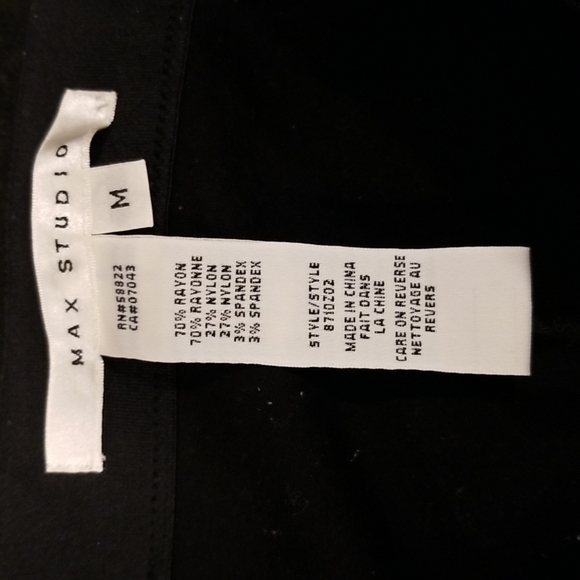 MAX STUDIO
M
RN#58822
CA#07043
70% RAYON
70% RAYONNE
27% NYLON
27% NYLON
3% SPANDEX
3% SPANDEX
STYLE/STYLE
8710Z02
MADE IN CHINA
FAIT DANS
LA CHINE
CARE ON REVERSE
NETTOYAGE AU
REVERS